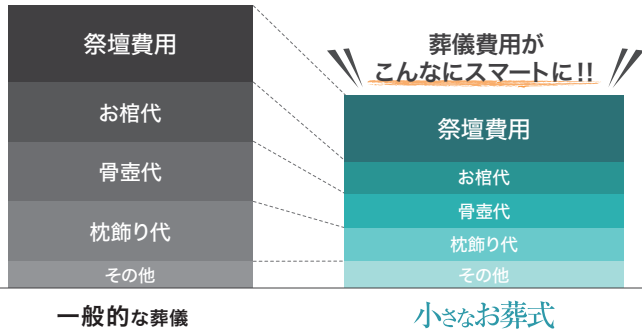 祭壇費用
お棺代
骨壺代
枕飾り代
その他
一般的な葬儀
葬儀費用が
こんなにスマートに!!
祭壇費用
お棺代
骨壺代
枕飾り代
その他
小さなお葬式